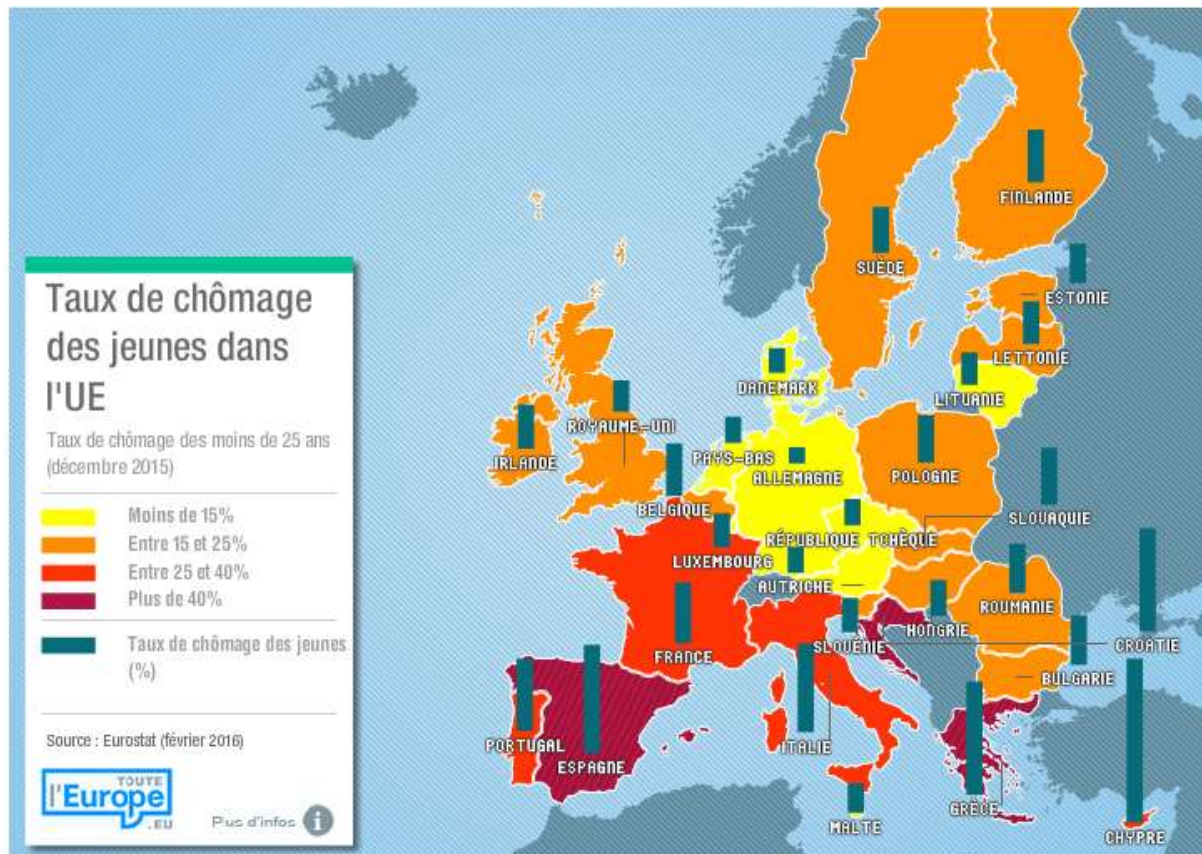 Taux de chômage
des jeunes dans
l'UE
Taux de chômage des moins de 25 ans
(décembre 2015)
Moins de 15%
Entre 15 et 25%
Entre 25 et 40%
Plus de 40%
Taux de chômage des jeunes
(%)
Source : Eurostat (février 2016)
TOUTE
l'Europe
.EU
Plus d'infos
i
FINLANDE
SUÈDE
ESTONIE
LETTONIE
DANEMARK
LITUANIE
ROYAUME-UNI
IRLANDE
PAYS-BAS
ALLEMAGNE
POLOGNE
BELGIQUE
SLOVAQUIE
RÉPUBLIQUE TCHÈQUE
LUXEMBOURG
AUTRICHE
ROUMANIE
HONGRIE
FRANCE
SLOVÉNIE
CROATIE
BULGARIE
PORTUGAL
ESPAGNE
ITALIE
GRÈCE
MALTE
CHYPRE